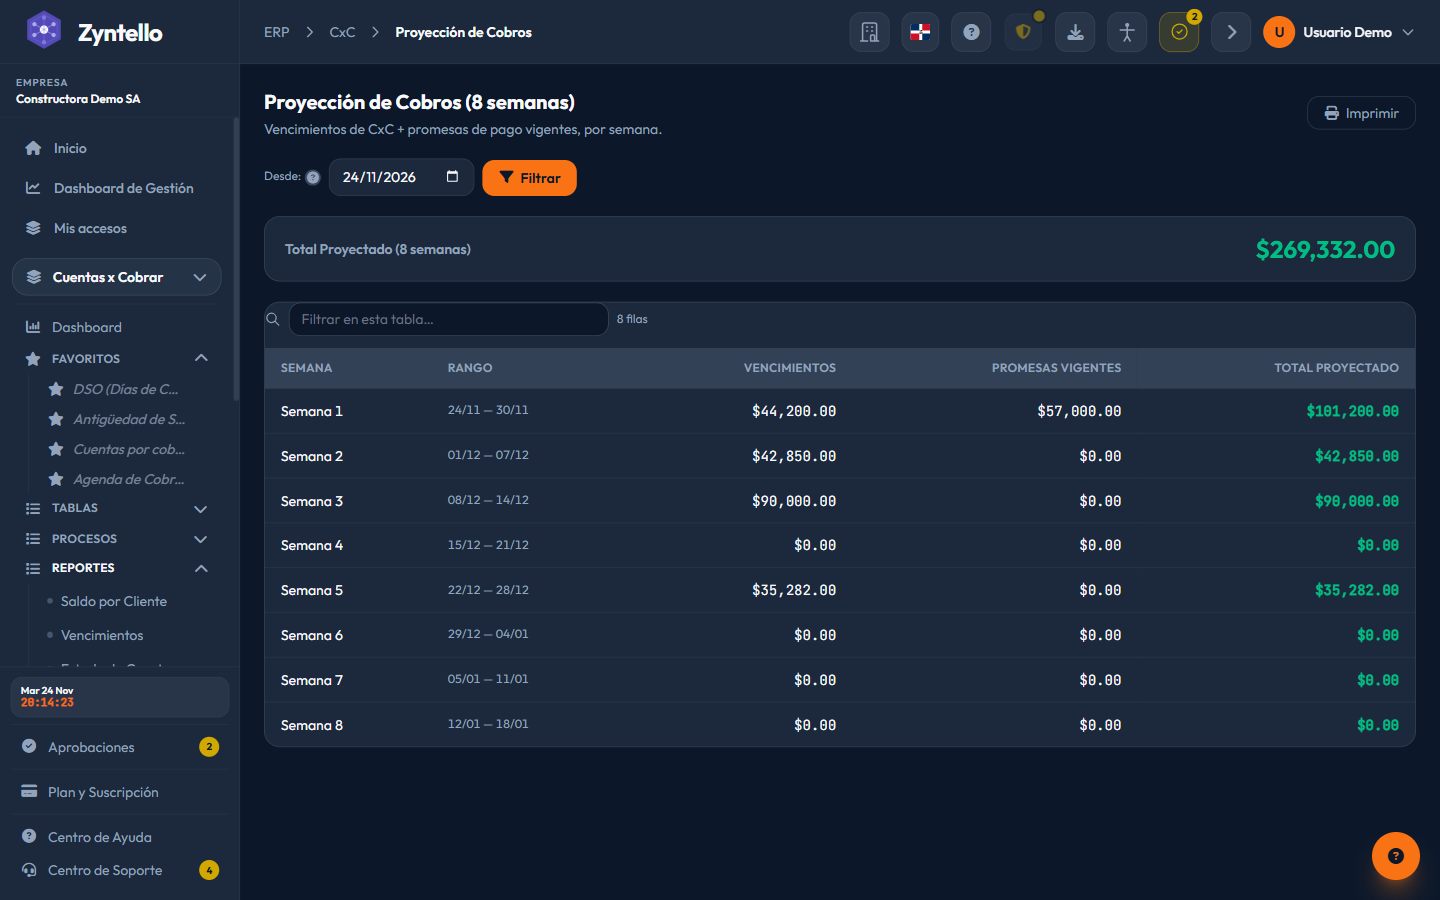 Zyntello
ERP > CxC > Proyección de Cobros
2
U Usuario Demo
EMPRESA
Constructora Demo SA
Inicio
Dashboard de Gestión
Mis accesos
Cuentas x Cobrar
Dashboard
FAVORITOS
DSO (Días de C...
Antigüedad de S...
Cuentas por cob...
Agenda de Cobr...
TABLAS
PROCESOS
REPORTES
Saldo por Cliente
Vencimientos
Mar 24 Nov
20:14:23
Aprobaciones 2
Plan y Suscripción
Centro de Ayuda
Centro de Soporte 4
Proyección de Cobros (8 semanas)
Vencimientos de CxC + promesas de pago vigentes, por semana.
Imprimir
Desde: ? 24/11/2026 Filtrar
Total Proyectado (8 semanas) $269,332.00
Filtrar en esta tabla... 8 filas
SEMANA RANGO VENCIMIENTOS PROMESAS VIGENTES TOTAL PROYECTADO
Semana 1 24/11 — 30/11 $44,200.00 $57,000.00 $101,200.00
Semana 2 01/12 — 07/12 $42,850.00 $0.00 $42,850.00
Semana 3 08/12 — 14/12 $90,000.00 $0.00 $90,000.00
Semana 4 15/12 — 21/12 $0.00 $0.00 $0.00
Semana 5 22/12 — 28/12 $35,282.00 $0.00 $35,282.00
Semana 6 29/12 — 04/01 $0.00 $0.00 $0.00
Semana 7 05/01 — 11/01 $0.00 $0.00 $0.00
Semana 8 12/01 — 18/01 $0.00 $0.00 $0.00